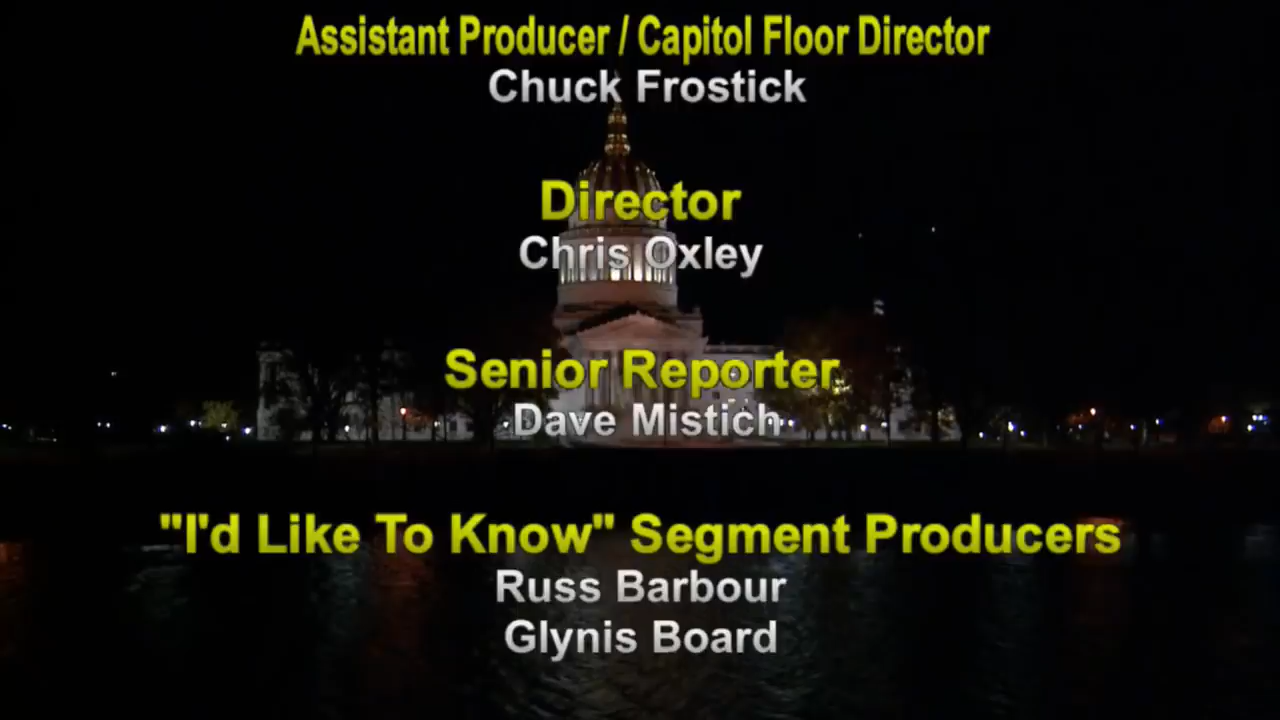 Assistant Producer / Capitol Floor Director
Chuck Frostick
Director
Chris Oxley
Senior Reporter
Dave Mistich
"I'd Like To Know" Segment Producers
Russ Barbour
Glynis Board